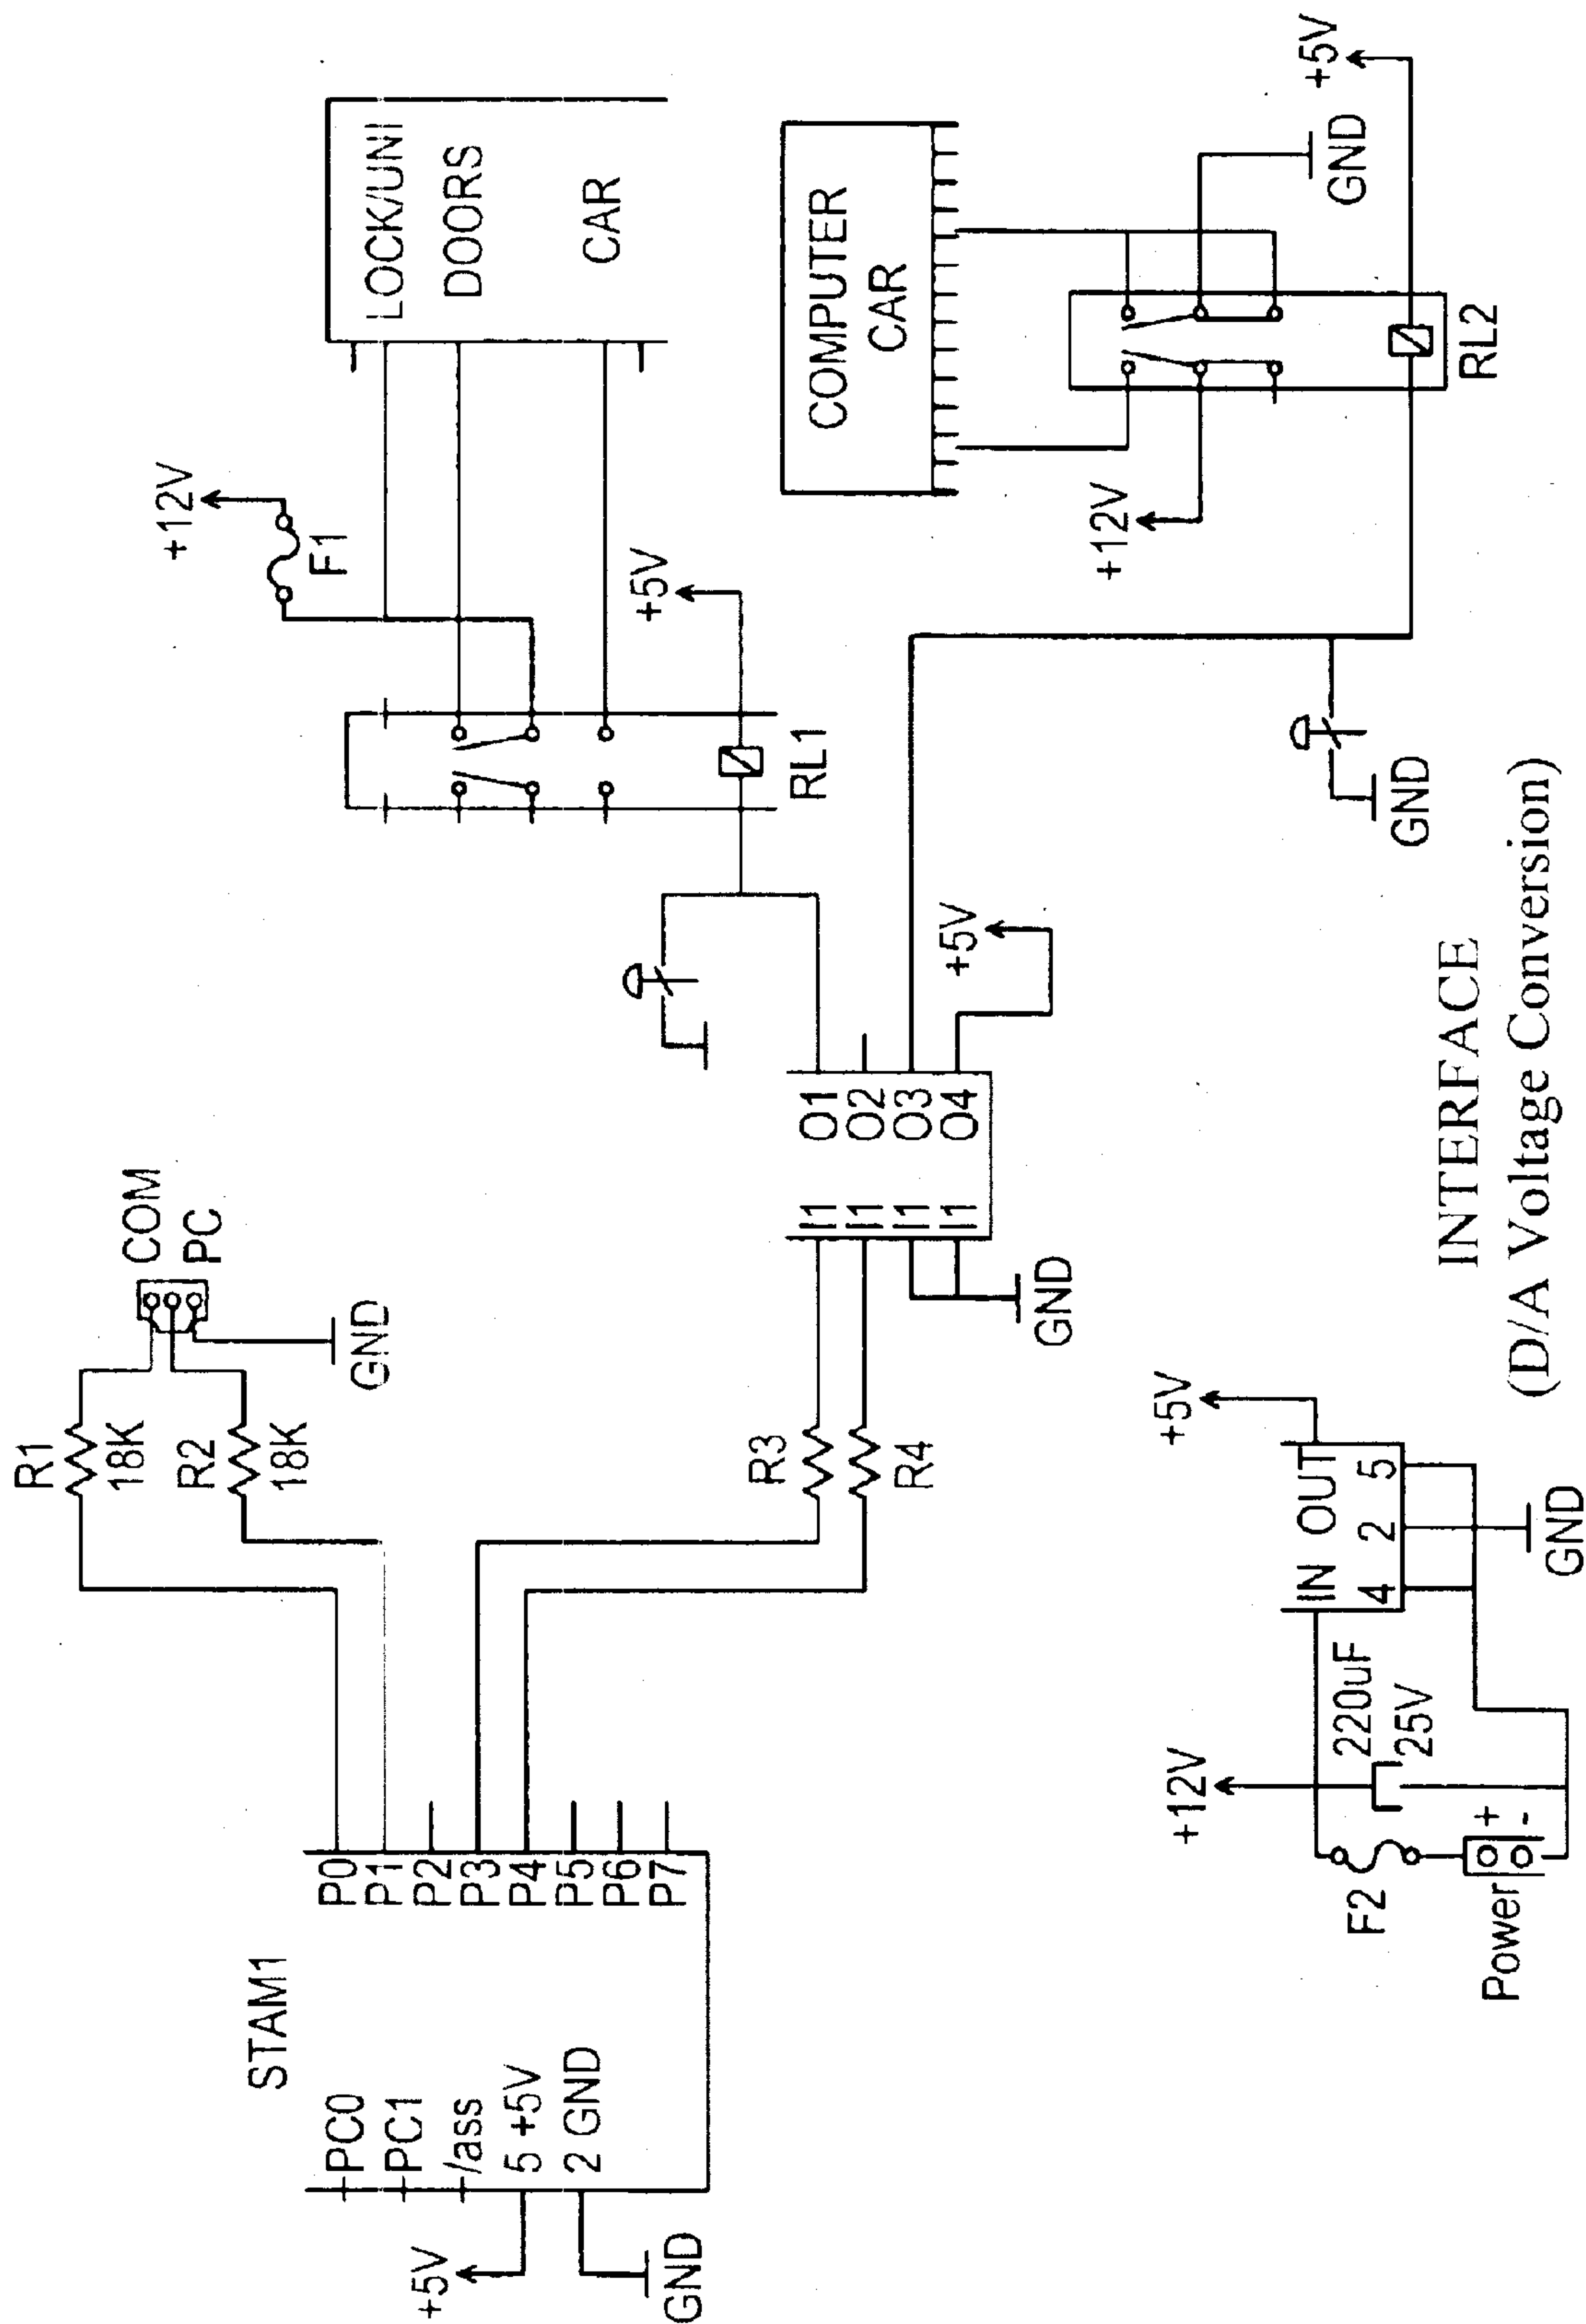 STAM1
PC0
PC1
/ass
5 +5V
2 GND
+5V
GND
P0
P1
P2
P3
P4
P5
P6
P7
R1
18K
R2
18K
COM
PC
GND
R3
R4
I1
I1
I1
I1
O1
O2
O3
O4
GND
+5V
RL1
+5V
+12V
F1
LOCK/UNI
DOORS
CAR
COMPUTER
CAR
+12V
GND
+5V
RL2
GND
+12V
220uF
25V
F2
Power
+
-
IN OUT
4 2 5
+5V
GND
INTERFACE
(D/A Voltage Conversion)